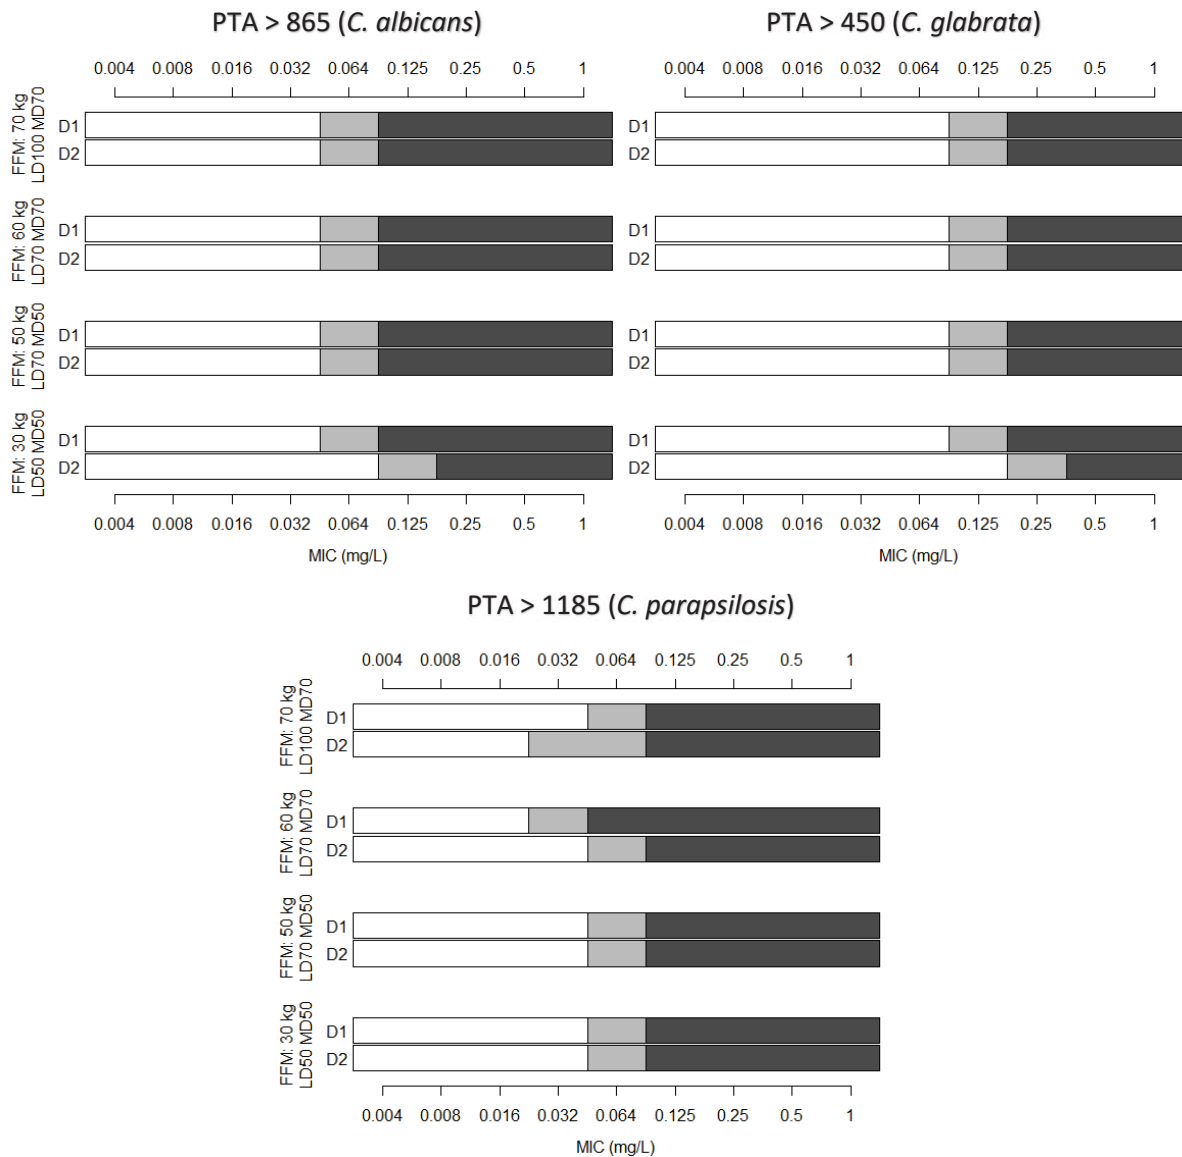 PTA > 865 (C. albicans)
0.004 0.008 0.016 0.032 0.064 0.125 0.25 0.5 1
FFM: 70 kg
LD100 MD70
D1
D2
FFM: 60 kg
LD70 MD70
D1
D2
FFM: 50 kg
LD70 MD50
D1
D2
FFM: 30 kg
LD50 MD50
D1
D2
0.004 0.008 0.016 0.032 0.064 0.125 0.25 0.5 1
MIC (mg/L)
PTA > 450 (C. glabrata)
0.004 0.008 0.016 0.032 0.064 0.125 0.25 0.5 1
D1
D2
D1
D2
D1
D2
D1
D2
0.004 0.008 0.016 0.032 0.064 0.125 0.25 0.5 1
MIC (mg/L)
PTA > 1185 (C. parapsilosis)
0.004 0.008 0.016 0.032 0.064 0.125 0.25 0.5 1
FFM: 70 kg
LD100 MD70
D1
D2
FFM: 60 kg
LD70 MD70
D1
D2
FFM: 50 kg
LD70 MD50
D1
D2
FFM: 30 kg
LD50 MD50
D1
D2
0.004 0.008 0.016 0.032 0.064 0.125 0.25 0.5 1
MIC (mg/L)